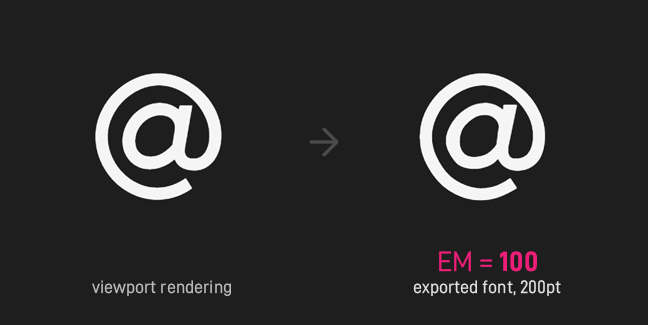 @ → @
EM = 100
viewport rendering
exported font, 200pt